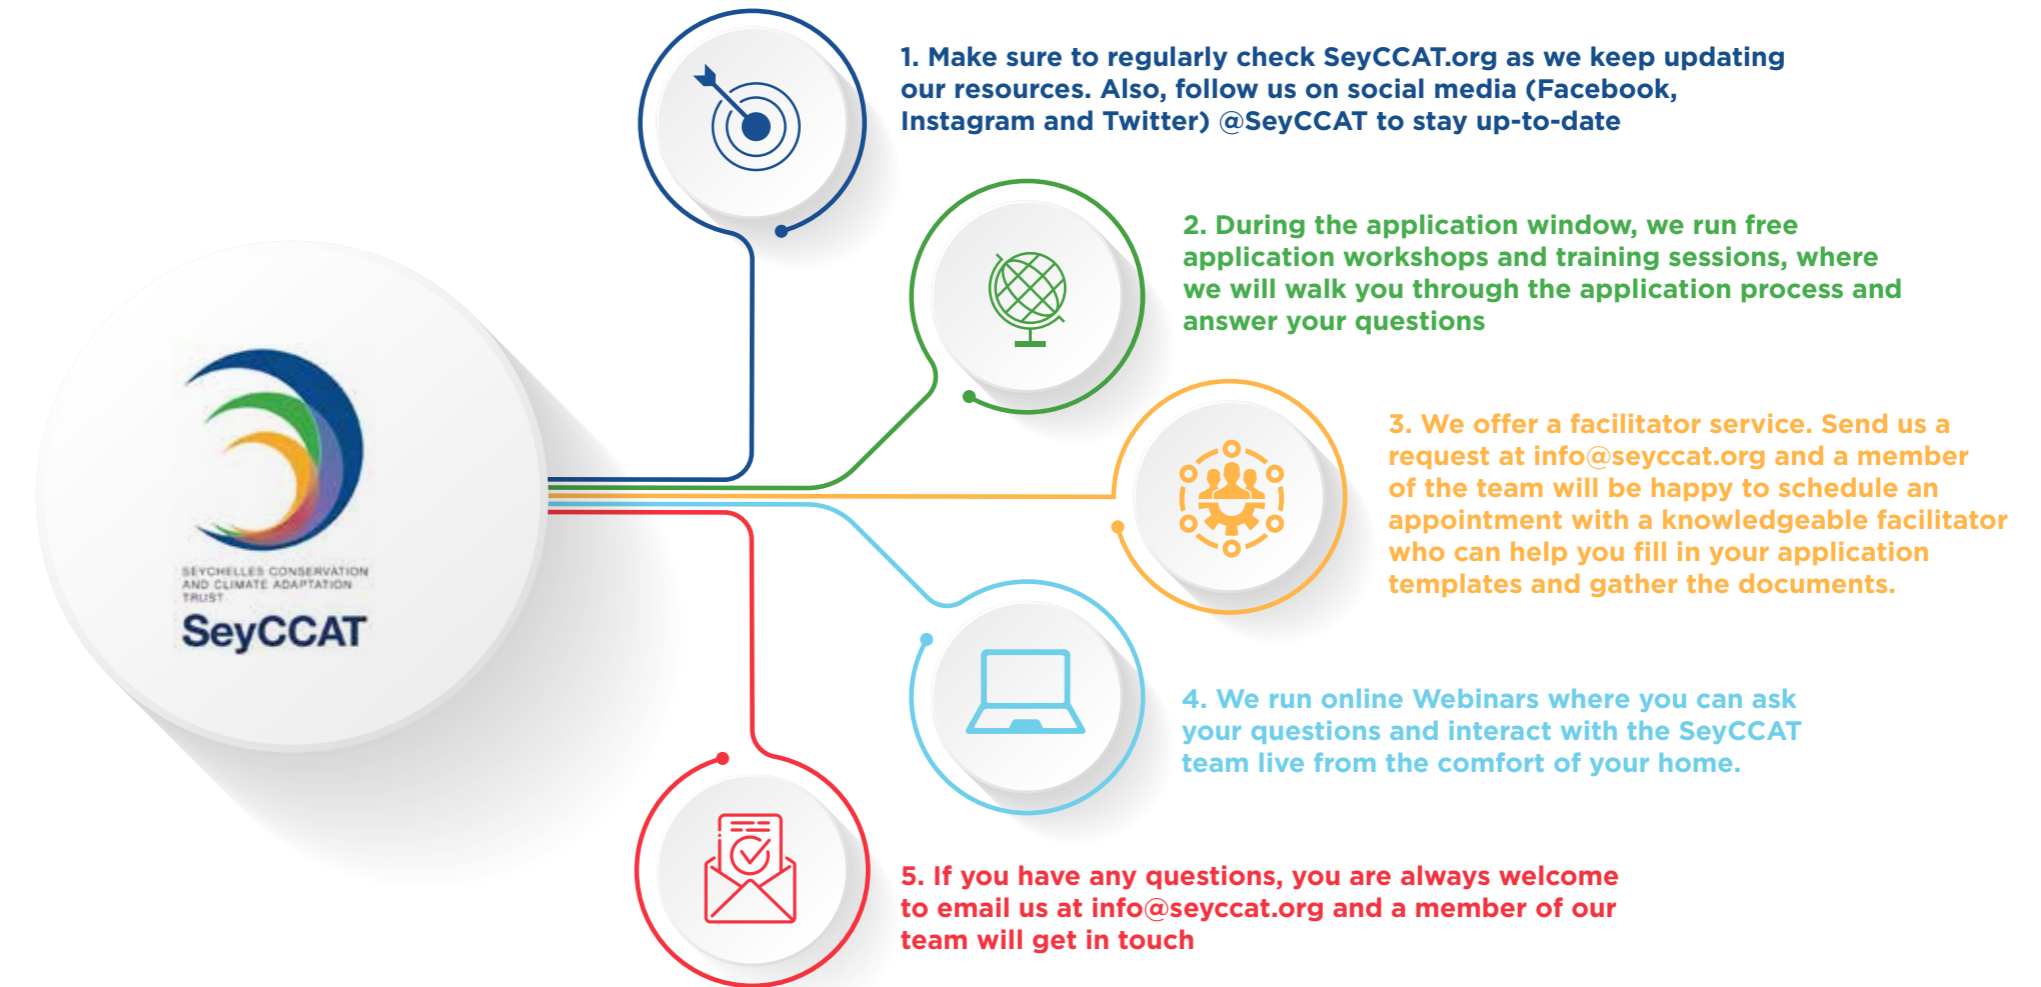 1. Make sure to regularly check SeyCCAT.org as we keep updating
our resources. Also, follow us on social media (Facebook,
Instagram and Twitter) @SeyCCAT to stay up-to-date
2. During the application window, we run free
application workshops and training sessions, where
we will walk you through the application process and
answer your questions
3. We offer a facilitator service. Send us a
request at info@seyccat.org and a member
of the team will be happy to schedule an
appointment with a knowledgeable facilitator
who can help you fill in your application
templates and gather the documents.
SEYCHELLES CONSERVATION
AND CLIMATE ADAPTATION
TRUST
SeyCCAT
4. We run online Webinars where you can ask
your questions and interact with the SeyCCAT
team live from the comfort of your home.
5. If you have any questions, you are always welcome
to email us at info@seyccat.org and a member of our
team will get in touch